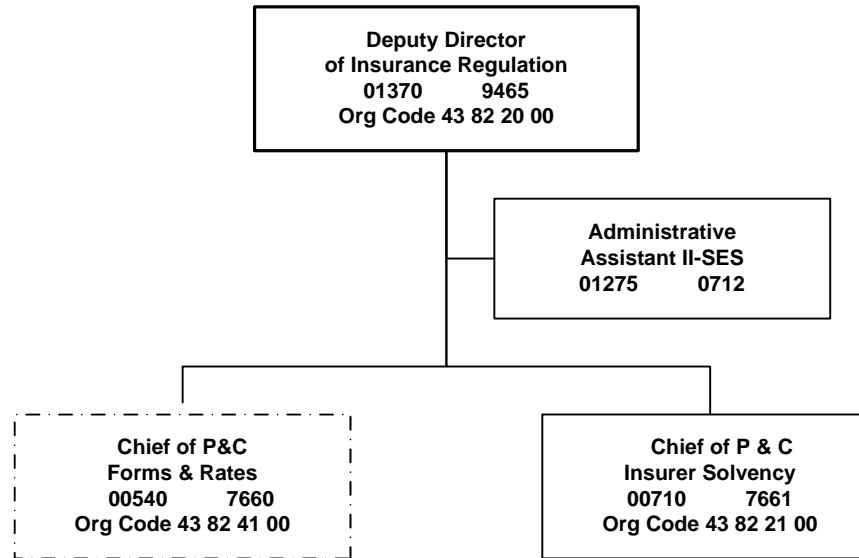 Deputy Director
of Insurance Regulation
01370 9465
Org Code 43 82 20 00
Administrative
Assistant II-SES
01275 0712
Chief of P&C
Forms & Rates
00540 7660
Org Code 43 82 41 00
Chief of P & C
Insurer Solvency
00710 7661
Org Code 43 82 21 00